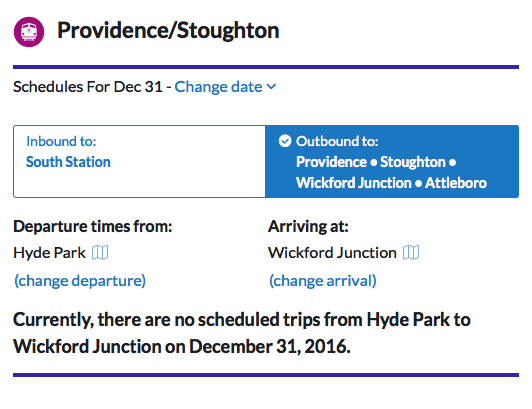 Providence/Stoughton
Schedules For Dec 31 - Change date
Inbound to:
South Station
Outbound to:
Providence • Stoughton •
Wickford Junction • Attleboro
Departure times from:
Hyde Park
(change departure)
Arriving at:
Wickford Junction
(change arrival)
Currently, there are no scheduled trips from Hyde Park to
Wickford Junction on December 31, 2016.